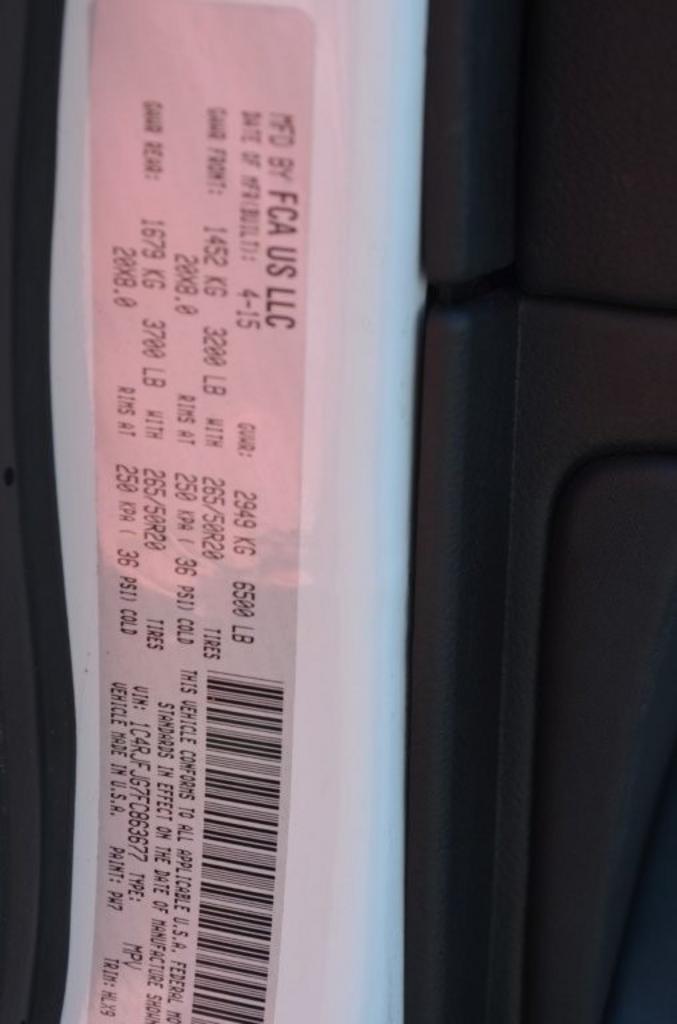 MFD BY FCA US LLC
DATE OF MFR(BUILT): 4-15 GVWR: 2949 KG 6500 LB
GAWR FRONT: 1452 KG 3200 LB WITH 265/50R20 TIRES
20X8.0 RIMS AT 250 KPA ( 36 PSI) COLD
GAWR REAR: 1679 KG 3700 LB WITH 265/50R20 TIRES
20X8.0 RIMS AT 250 KPA ( 36 PSI) COLD
THIS VEHICLE CONFORMS TO ALL APPLICABLE U.S.A. FEDERAL MO
STANDARDS IN EFFECT ON THE DATE OF MANUFACTURE SHOWN
VIN: 1C4RJFJG7FC863677 TYPE: MPV
VEHICLE MADE IN U.S.A. PAINT: PW7 TRIM: HLX9